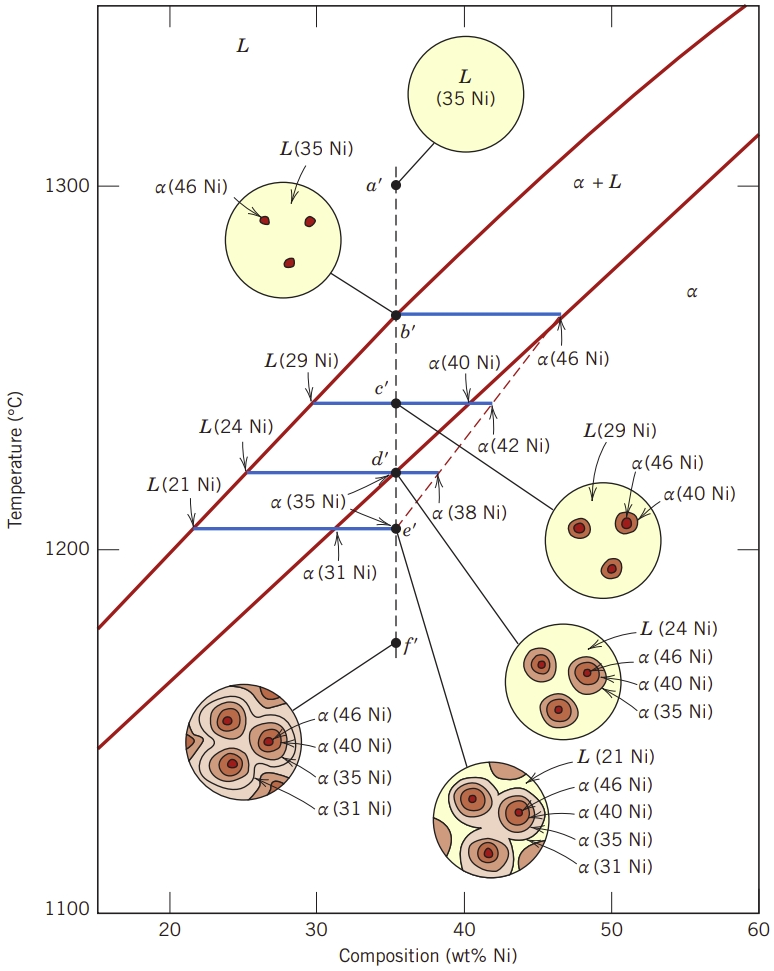 L
L
(35 Ni)
L(35 Ni)
α(46 Ni)
a′
1300
α + L
α
b′
L(29 Ni)
c′
α(40 Ni)
α(46 Ni)
L(24 Ni)
α(42 Ni)
L(29 Ni)
d′
α(46 Ni)
L(21 Ni)
α(40 Ni)
α (35 Ni)
α(38 Ni)
e′
1200
α(31 Ni)
Temperature (°C)
L (24 Ni)
f′
α(46 Ni)
α(40 Ni)
α(35 Ni)
α(46 Ni)
α(40 Ni)
α(35 Ni)
α(31 Ni)
L (21 Ni)
α(46 Ni)
α(40 Ni)
α(35 Ni)
α(31 Ni)
1100
20
30
40
50
60
Composition (wt% Ni)